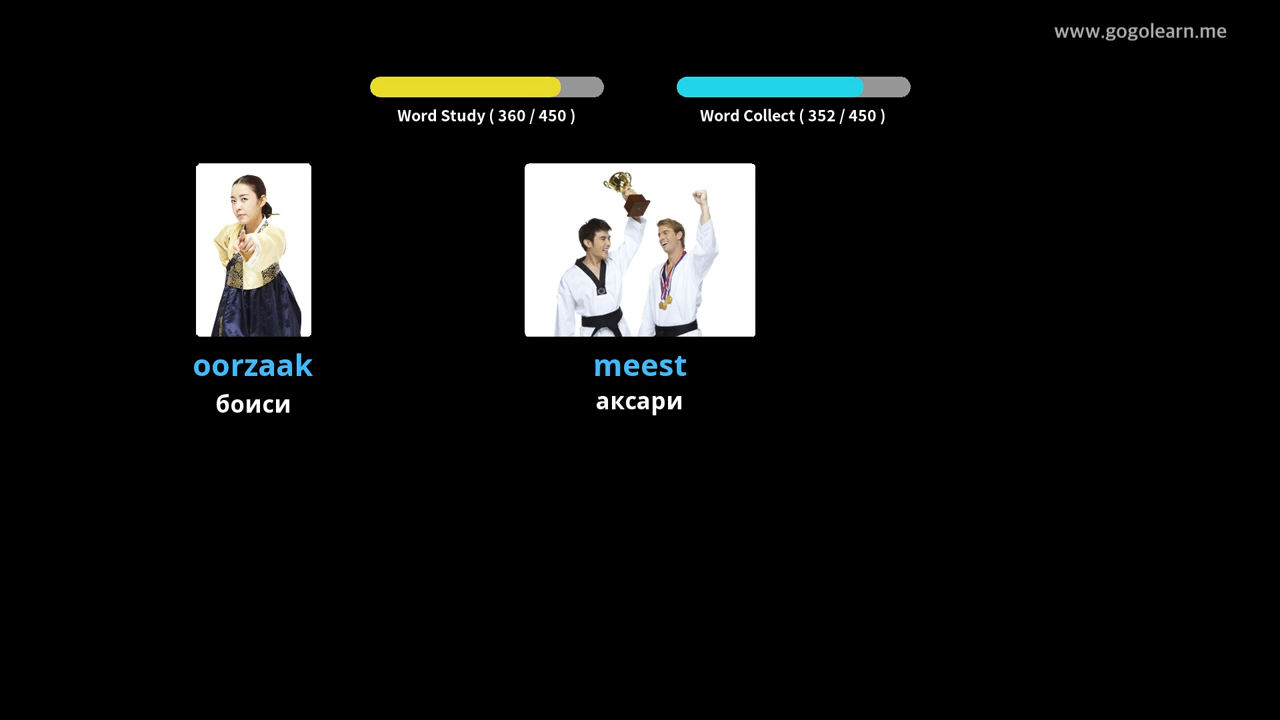 www.gogolearn.me
Word Study ( 360 / 450 )
Word Collect ( 352 / 450 )
oorzaak
боиси
meest
аксари